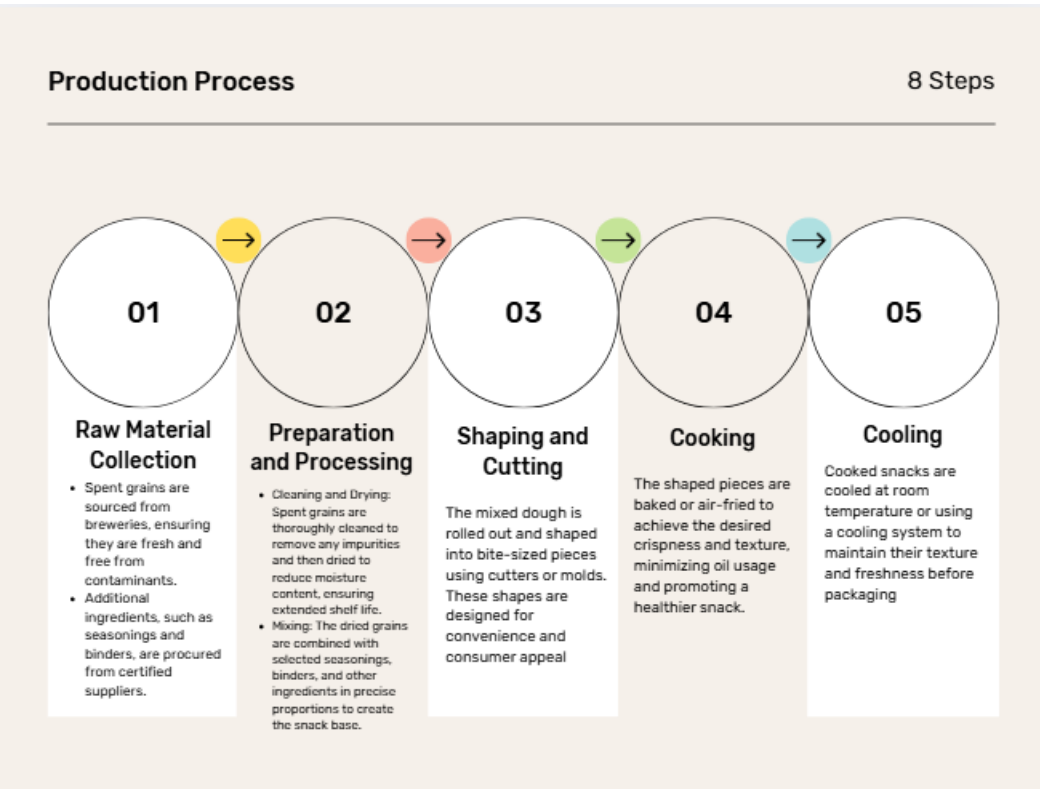 Production Process
8 Steps
01
02
03
04
05
Raw Material
Collection
• Spent grains are
sourced from
breweries, ensuring
they are fresh and
free from
contaminants.
• Additional
ingredients, such as
seasonings and
binders, are procured
from certified
suppliers.
Preparation
and Processing
• Cleaning and Drying:
Spent grains are
thoroughly cleaned to
remove any impurities
and then dried to
reduce moisture
content, ensuring
extended shelf life.
• Mixing: The dried grains
are combined with
selected seasonings,
binders, and other
ingredients in precise
proportions to create
the snack base.
Shaping and
Cutting
The mixed dough is
rolled out and shaped
into bite-sized pieces
using cutters or molds.
These shapes are
designed for
convenience and
consumer appeal
Cooking
The shaped pieces are
baked or air-fried to
achieve the desired
crispness and texture,
minimizing oil usage
and promoting a
healthier snack.
Cooling
Cooked snacks are
cooled at room
temperature or using
a cooling system to
maintain their texture
and freshness before
packaging